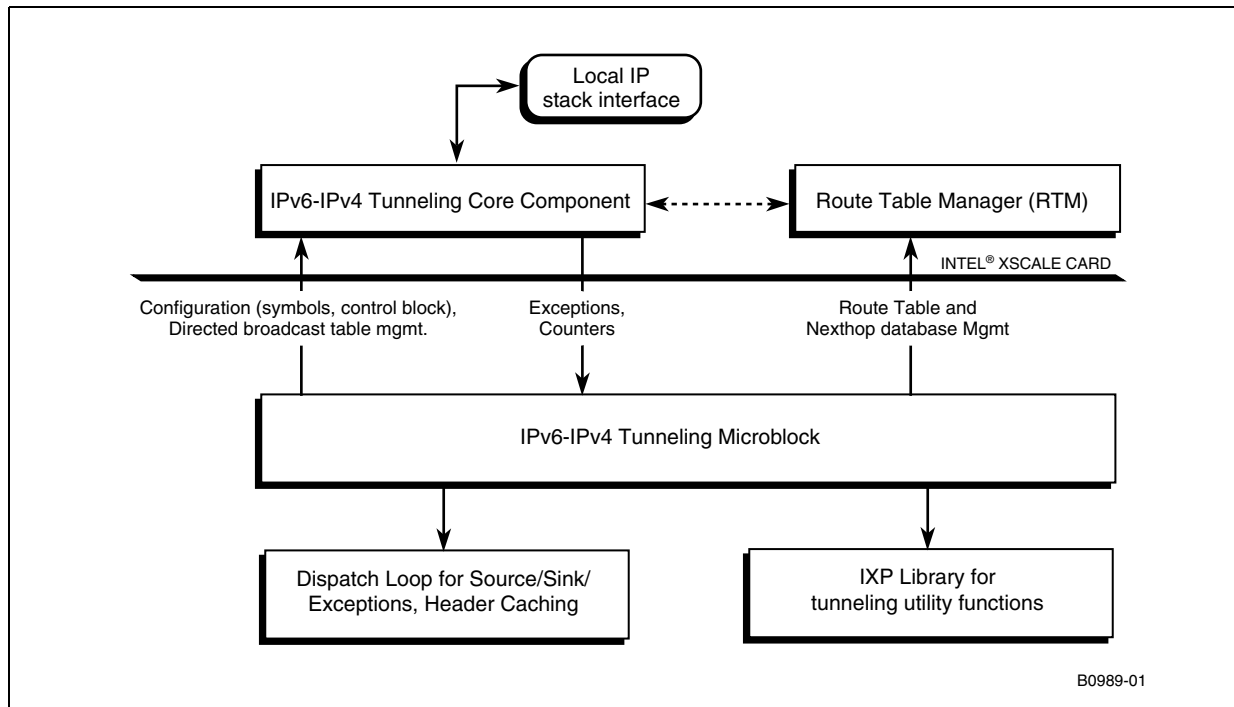 Local IP
stack interface
IPv6-IPv4 Tunneling Core Component
Route Table Manager (RTM)
INTEL® XSCALE CARD
Configuration (symbols, control block),
Directed broadcast table mgmt.
Exceptions,
Counters
Route Table and
Nexthop database Mgmt
IPv6-IPv4 Tunneling Microblock
Dispatch Loop for Source/Sink/
Exceptions, Header Caching
IXP Library for
tunneling utility functions
B0989-01